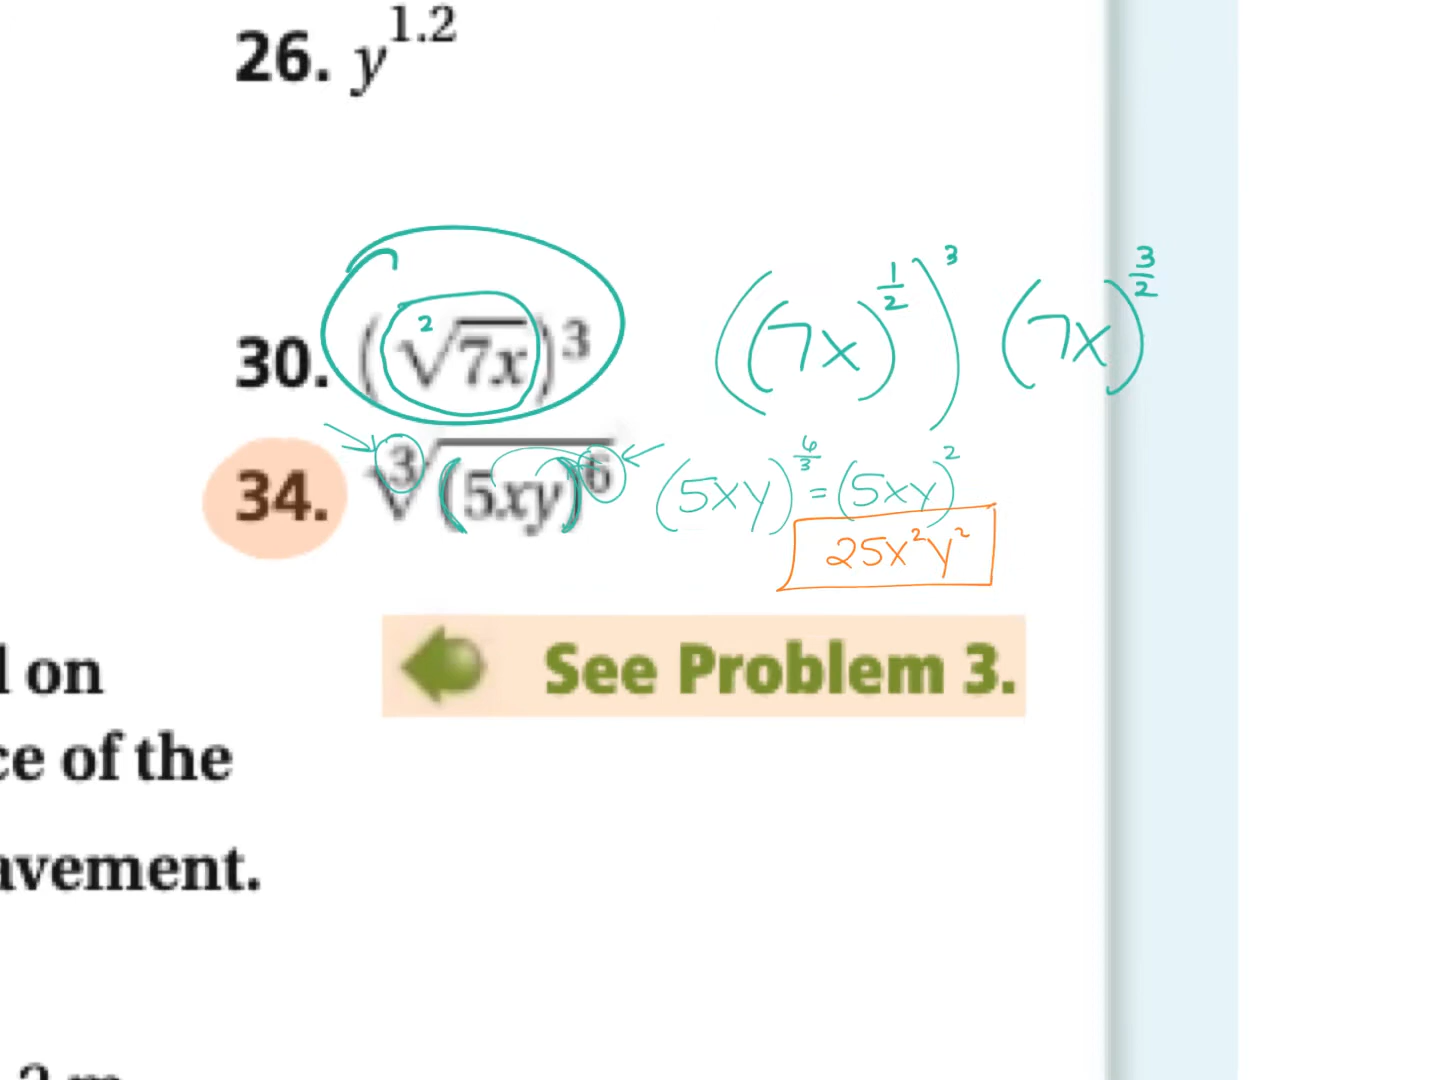 26. y^1.2
30. (²√7x)^3 ((7x)^1/2)^3 (7x)^3/2
34. ³√(5xy)^6 (5xy)^6/3 = (5xy)^2
25x²y²
See Problem 3.
on
ce of the
avement.